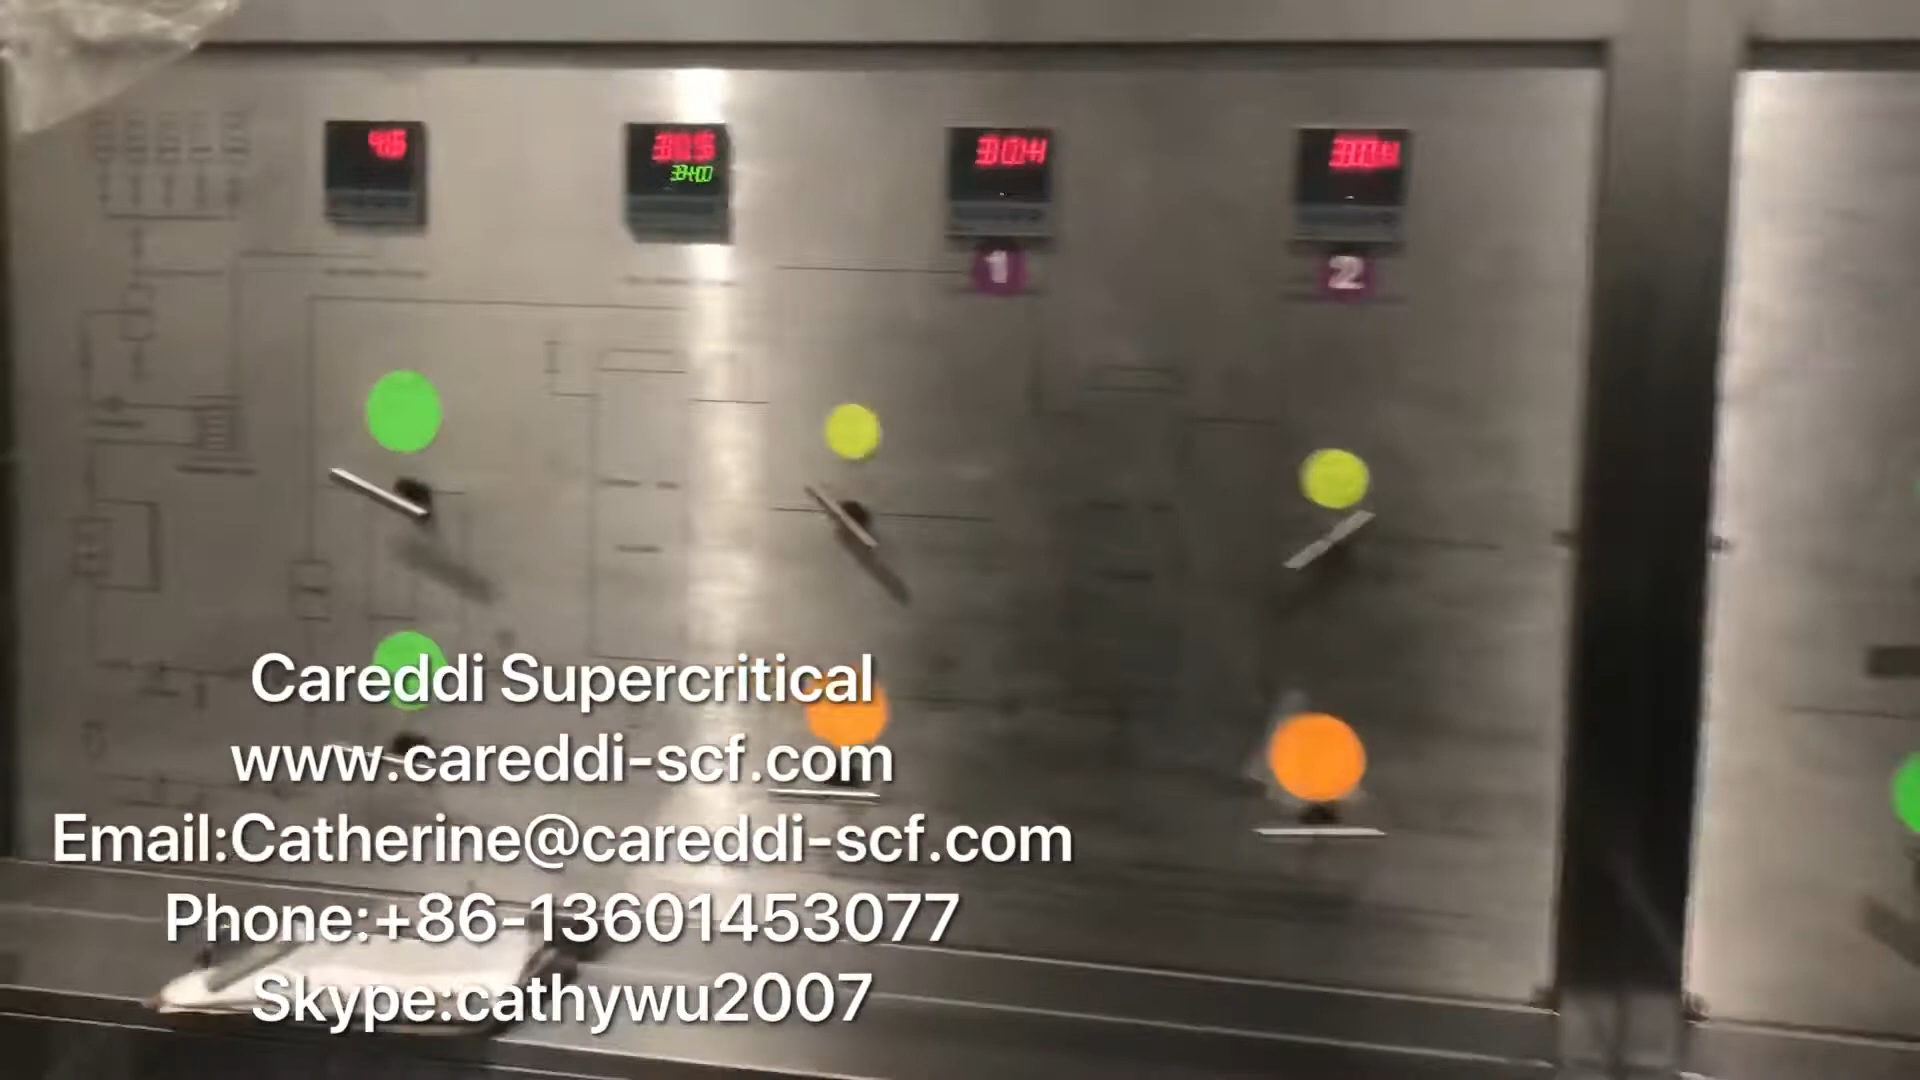 1
2
Careddi Supercritical
www.careddi-scf.com
Email:Catherine@careddi-scf.com
Phone:+86-13601453077
Skype:cathywu2007